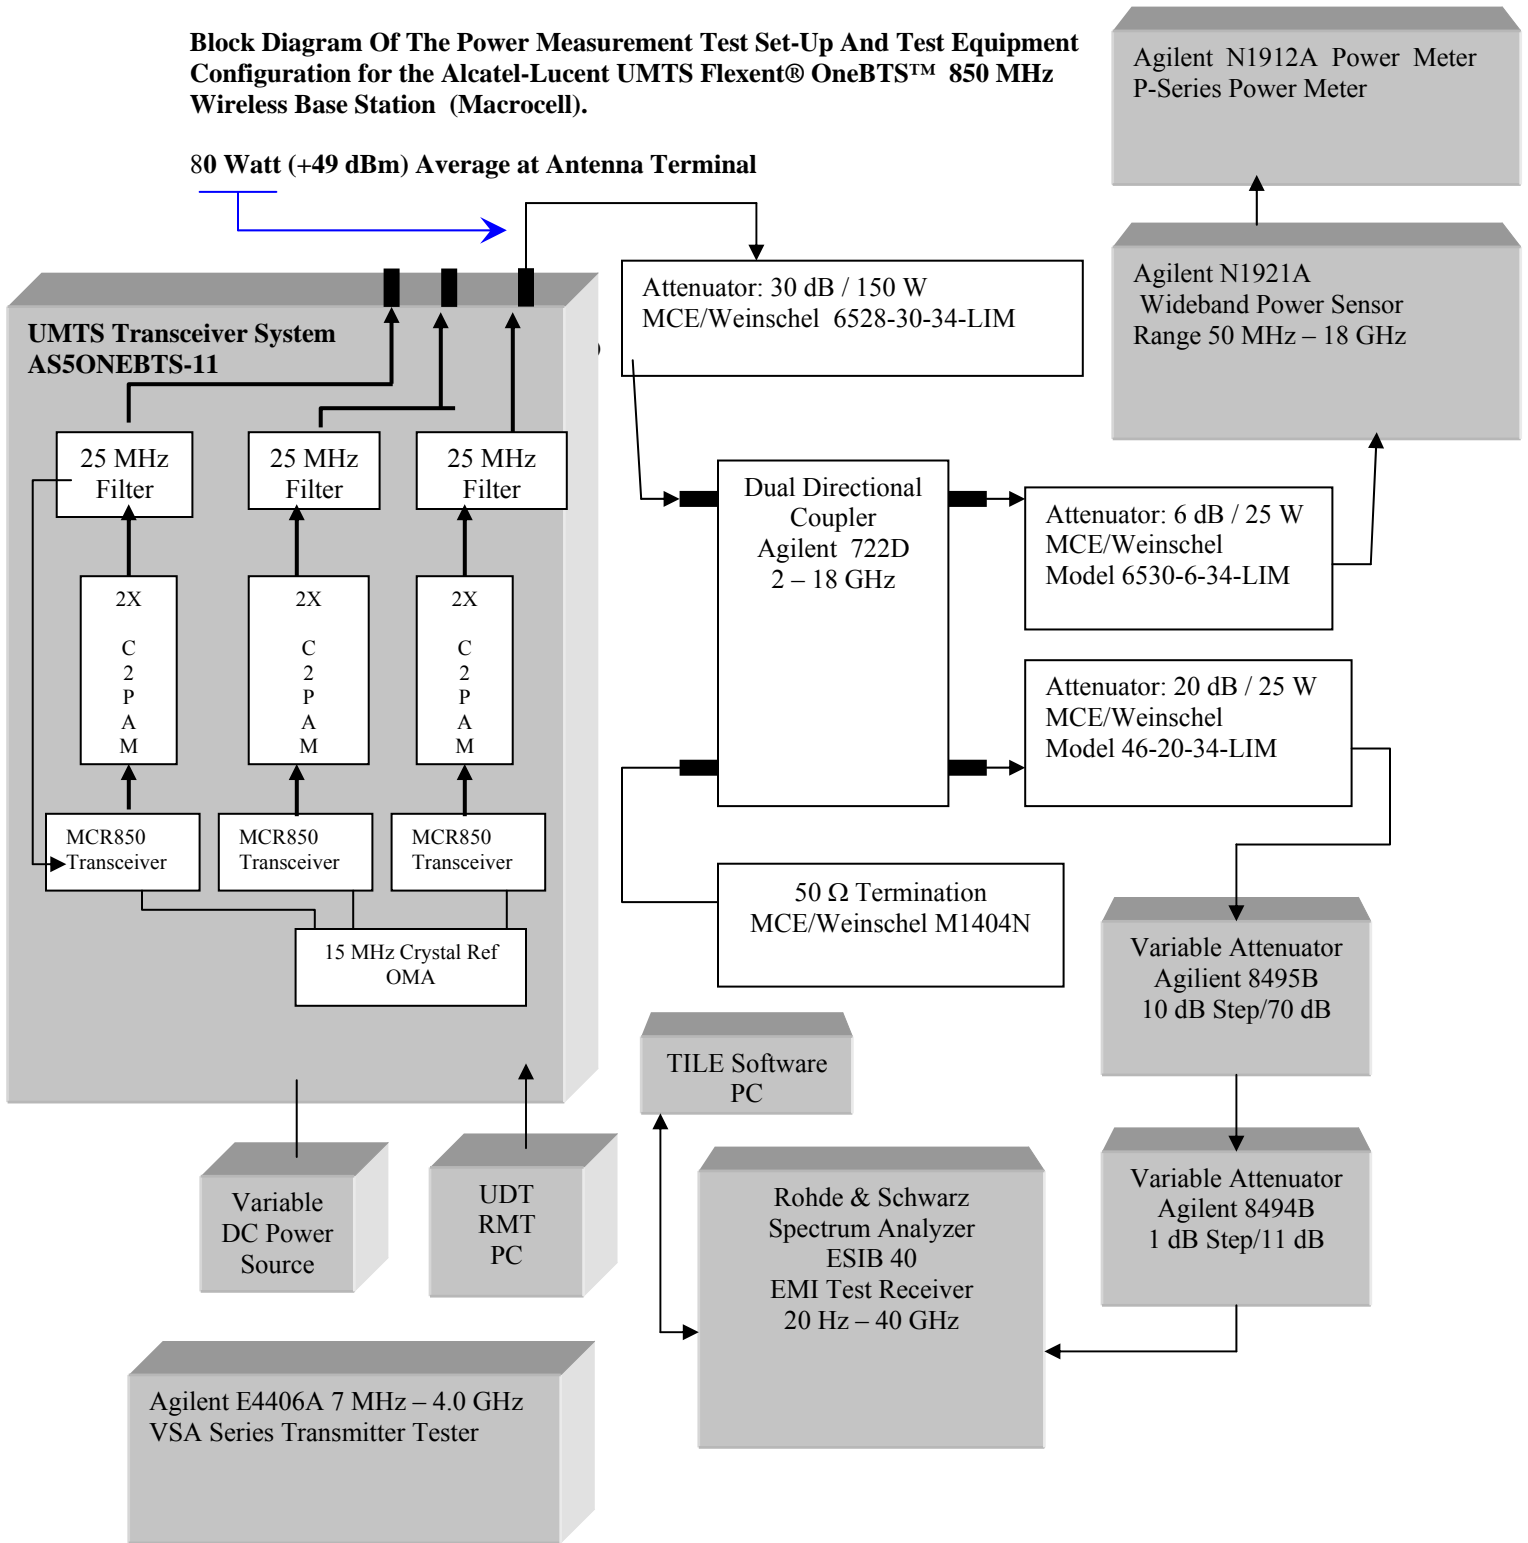 Block Diagram Of The Power Measurement Test Set-Up And Test Equipment
Configuration for the Alcatel-Lucent UMTS Flexent® OneBTS™ 850 MHz
Wireless Base Station (Macrocell).
80 Watt (+49 dBm) Average at Antenna Terminal
Agilent N1912A Power Meter
P-Series Power Meter
Agilent N1921A
Wideband Power Sensor
Range 50 MHz – 18 GHz
Attenuator: 30 dB / 150 W
MCE/Weinschel 6528-30-34-LIM
UMTS Transceiver System
AS5ONEBTS-11
25 MHz
Filter
25 MHz
Filter
25 MHz
Filter
2X
C
2
P
A
M
2X
C
2
P
A
M
2X
C
2
P
A
M
MCR850
Transceiver
MCR850
Transceiver
MCR850
Transceiver
15 MHz Crystal Ref
OMA
Dual Directional
Coupler
Agilent 722D
2 – 18 GHz
Attenuator: 6 dB / 25 W
MCE/Weinschel
Model 6530-6-34-LIM
Attenuator: 20 dB / 25 W
MCE/Weinschel
Model 46-20-34-LIM
50 Ω Termination
MCE/Weinschel M1404N
Variable Attenuator
Agilient 8495B
10 dB Step/70 dB
TILE Software
PC
Variable Attenuator
Agilent 8494B
1 dB Step/11 dB
Variable
DC Power
Source
UDT
RMT
PC
Rohde & Schwarz
Spectrum Analyzer
ESIB 40
EMI Test Receiver
20 Hz – 40 GHz
Agilent E4406A 7 MHz – 4.0 GHz
VSA Series Transmitter Tester